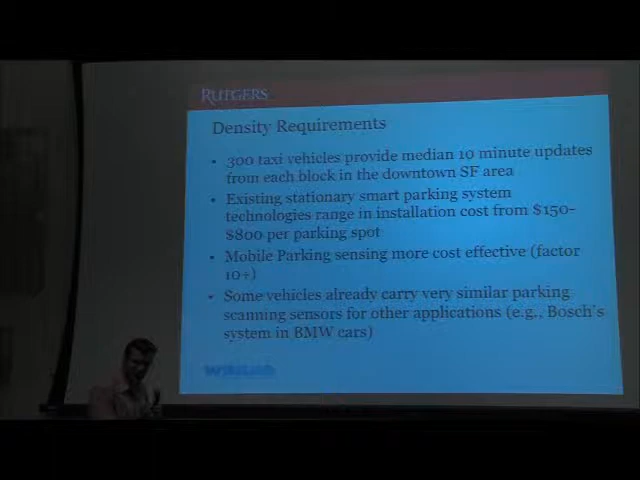 RUTGERS
Density Requirements
• 300 taxi vehicles provide median 10 minute updates
from each block in the downtown SF area
• Existing stationary smart parking system
technologies range in installation cost from $150-
$800 per parking spot
• Mobile Parking sensing more cost effective (factor
10+)
• Some vehicles already carry very similar parking
scanning sensors for other applications (e.g., Bosch's
system in BMW cars)
WINLAB